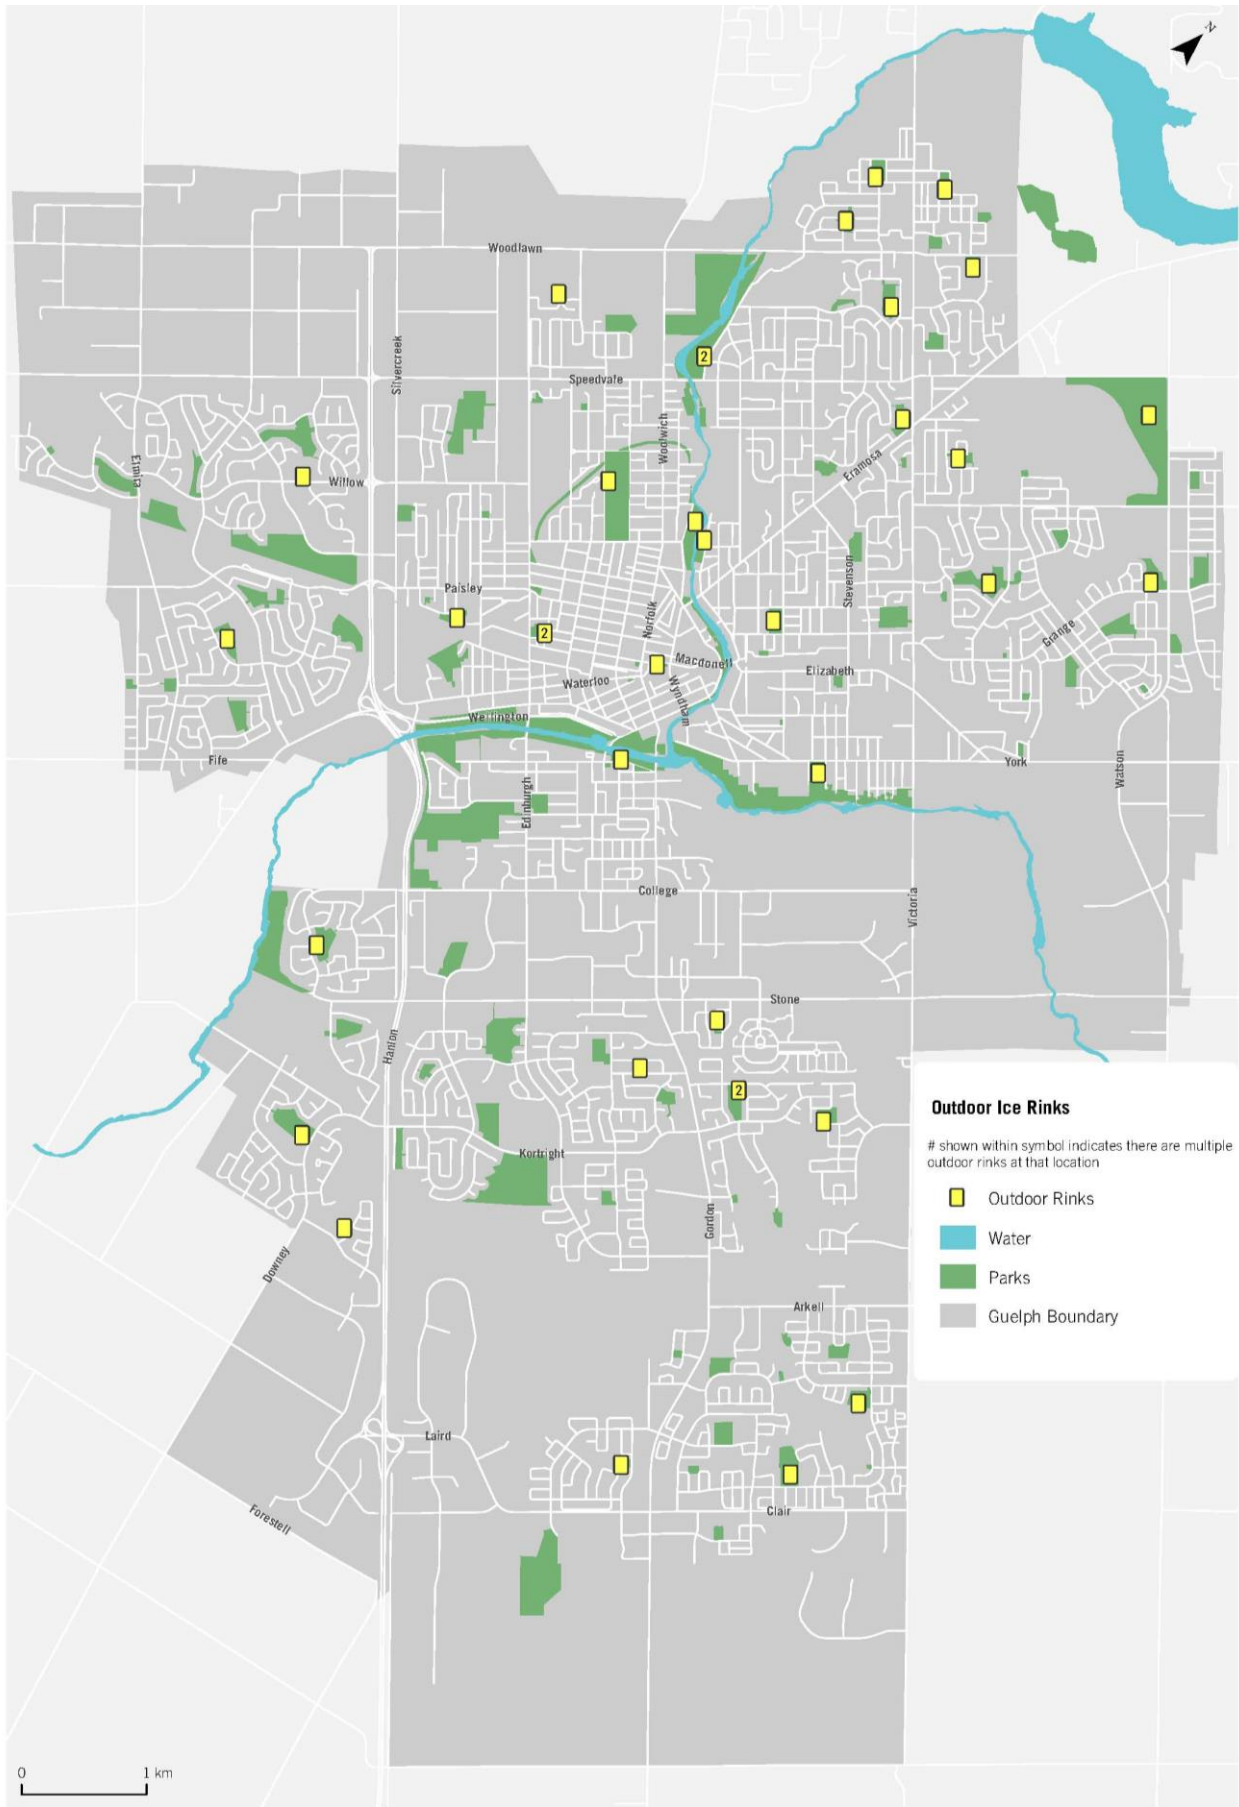 N
Woodlawn
Silvercreek
Speedvale
Woolwich
Elmira
Willow
Eramosa
Stevenson
Paisley
Norfolk
Grange
Macdonell
Elizabeth
Waterloo
Wyndham
Wellington
Fife
York
Watson
Edinburgh
College
Victoria
Stone
Hanlon
Kortright
Gordon
Downey
Arkell
Laird
Clair
Forestell
2
2
2
Outdoor Ice Rinks
# shown within symbol indicates there are multiple
outdoor rinks at that location
Outdoor Rinks
Water
Parks
Guelph Boundary
0 1 km